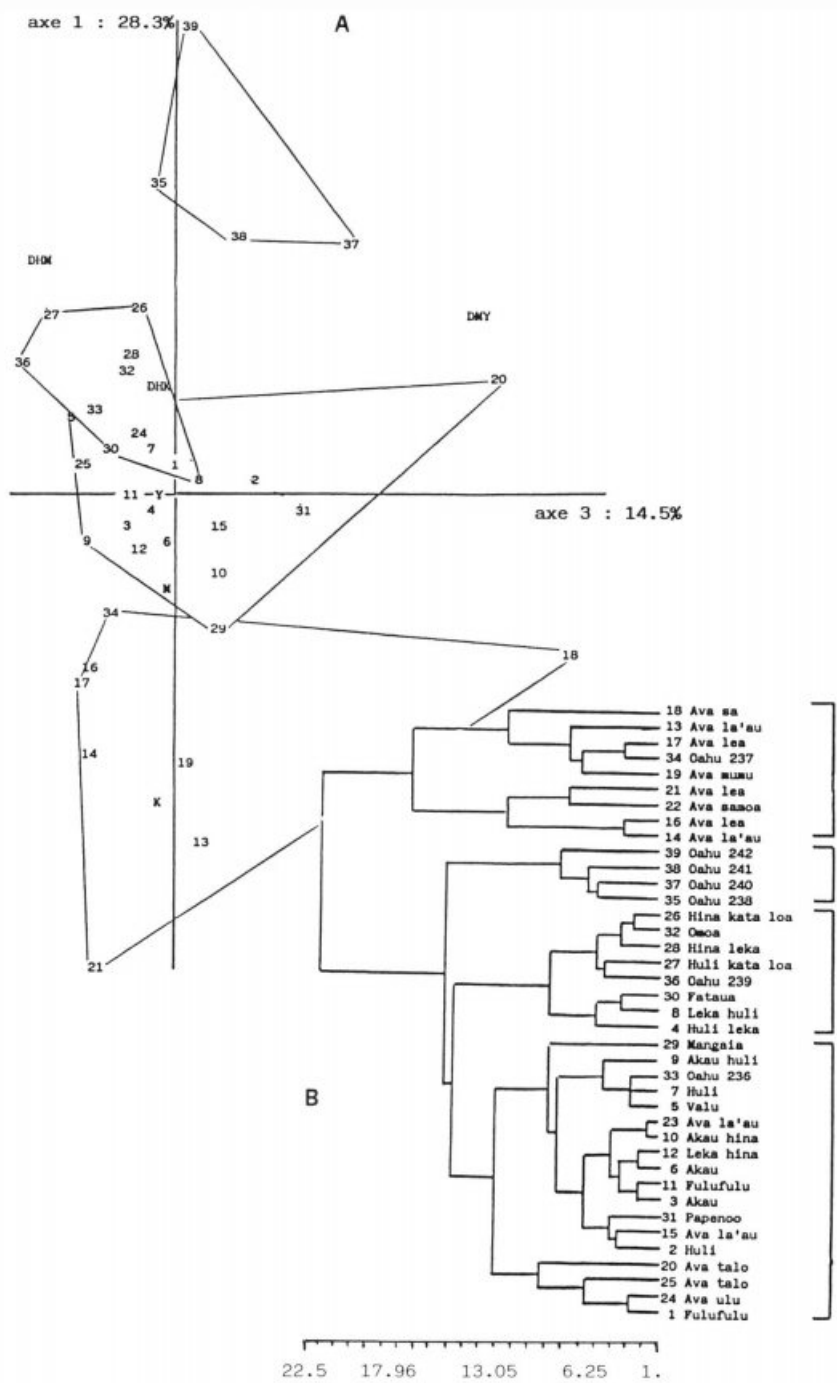 axe 1 : 28.3%
39
A
35
38
37
DHM
DMY
27
26
28
36
32
20
DHK
33
5
24
30
7
25
1
8
2
11
Y
4
31
axe 3 : 14.5%
3
15
9
12
6
10
M
34
29
18
16
17
14
19
K
13
21
18 Ava sa
13 Ava la'au
17 Ava lea
34 Oahu 237
19 Ava mumu
21 Ava lea
22 Ava samoa
16 Ava lea
14 Ava la'au
39 Oahu 242
38 Oahu 241
37 Oahu 240
35 Oahu 238
26 Hina kata loa
32 Omoa
28 Hina leka
27 Huli kata loa
36 Oahu 239
30 Fataua
8 Leka huli
4 Huli leka
29 Mangaia
9 Akau huli
33 Oahu 236
7 Huli
5 Valu
B
23 Ava la'au
10 Akau hina
12 Leka hina
6 Akau
11 Fulufulu
3 Akau
31 Papenoo
15 Ava la'au
2 Huli
20 Ava talo
25 Ava talo
24 Ava ulu
1 Fulufulu
22.5 17.96 13.05 6.25 1.